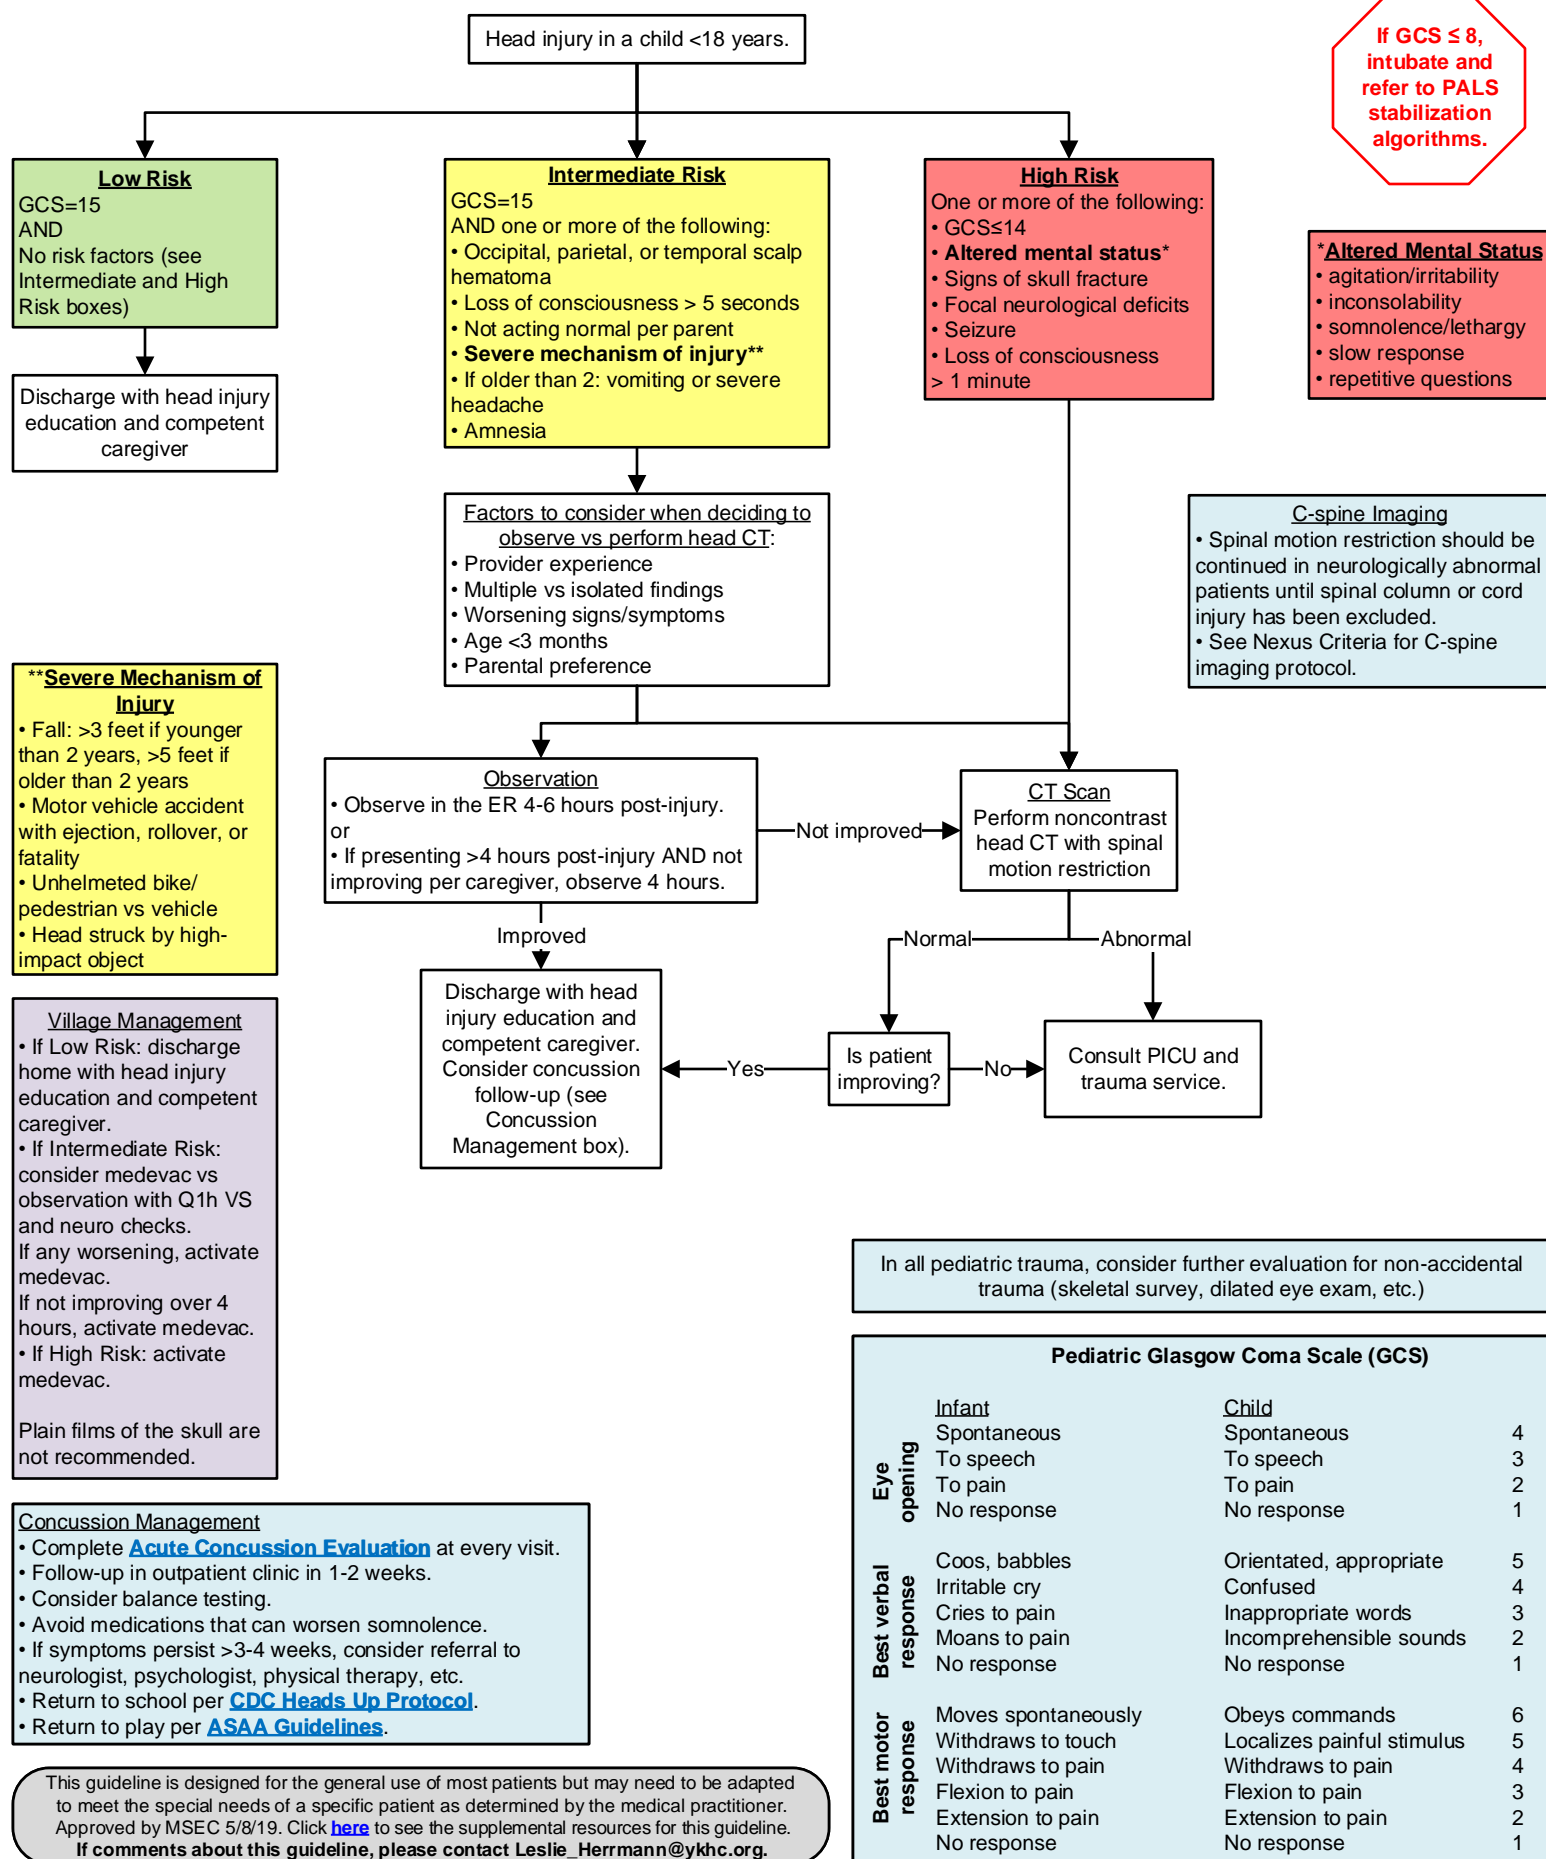 Head injury in a child <18 years.
If GCS ≤ 8,
intubate and
refer to PALS
stabilization
algorithms.
Low Risk
GCS=15
AND
No risk factors (see
Intermediate and High
Risk boxes)
Discharge with head injury
education and competent
caregiver
Intermediate Risk
GCS=15
AND one or more of the following:
• Occipital, parietal, or temporal scalp
hematoma
• Loss of consciousness > 5 seconds
• Not acting normal per parent
• Severe mechanism of injury**
• If older than 2: vomiting or severe
headache
• Amnesia
High Risk
One or more of the following:
• GCS≤14
• Altered mental status*
• Signs of skull fracture
• Focal neurological deficits
• Seizure
• Loss of consciousness
> 1 minute
*Altered Mental Status
• agitation/irritability
• inconsolability
• somnolence/lethargy
• slow response
• repetitive questions
Factors to consider when deciding to
observe vs perform head CT:
• Provider experience
• Multiple vs isolated findings
• Worsening signs/symptoms
• Age <3 months
• Parental preference
C-spine Imaging
• Spinal motion restriction should be
continued in neurologically abnormal
patients until spinal column or cord
injury has been excluded.
• See Nexus Criteria for C-spine
imaging protocol.
**Severe Mechanism of
Injury
• Fall: >3 feet if younger
than 2 years, >5 feet if
older than 2 years
• Motor vehicle accident
with ejection, rollover, or
fatality
• Unhelmeted bike/
pedestrian vs vehicle
• Head struck by high-
impact object
Observation
• Observe in the ER 4-6 hours post-injury.
or
• If presenting >4 hours post-injury AND not
improving per caregiver, observe 4 hours.
Not improved
CT Scan
Perform noncontrast
head CT with spinal
motion restriction
Improved
Normal
Abnormal
Discharge with head
injury education and
competent caregiver.
Consider concussion
follow-up (see
Concussion
Management box).
Yes
Is patient
improving?
No
Consult PICU and
trauma service.
Village Management
• If Low Risk: discharge
home with head injury
education and competent
caregiver.
• If Intermediate Risk:
consider medevac vs
observation with Q1h VS
and neuro checks.
If any worsening, activate
medevac.
If not improving over 4
hours, activate medevac.
• If High Risk: activate
medevac.
Plain films of the skull are
not recommended.
In all pediatric trauma, consider further evaluation for non-accidental
trauma (skeletal survey, dilated eye exam, etc.)
Concussion Management
• Complete Acute Concussion Evaluation at every visit.
• Follow-up in outpatient clinic in 1-2 weeks.
• Consider balance testing.
• Avoid medications that can worsen somnolence.
• If symptoms persist >3-4 weeks, consider referral to
neurologist, psychologist, physical therapy, etc.
• Return to school per CDC Heads Up Protocol.
• Return to play per ASAA Guidelines.
Pediatric Glasgow Coma Scale (GCS)
Infant Child
Eye
opening
Spontaneous Spontaneous 4
To speech To speech 3
To pain To pain 2
No response No response 1
Best verbal
response
Coos, babbles Orientated, appropriate 5
Irritable cry Confused 4
Cries to pain Inappropriate words 3
Moans to pain Incomprehensible sounds 2
No response No response 1
Best motor
response
Moves spontaneously Obeys commands 6
Withdraws to touch Localizes painful stimulus 5
Withdraws to pain Withdraws to pain 4
Flexion to pain Flexion to pain 3
Extension to pain Extension to pain 2
No response No response 1
This guideline is designed for the general use of most patients but may need to be adapted
to meet the special needs of a specific patient as determined by the medical practitioner.
Approved by MSEC 5/8/19. Click here to see the supplemental resources for this guideline.
If comments about this guideline, please contact Leslie_Herrmann@ykhc.org.